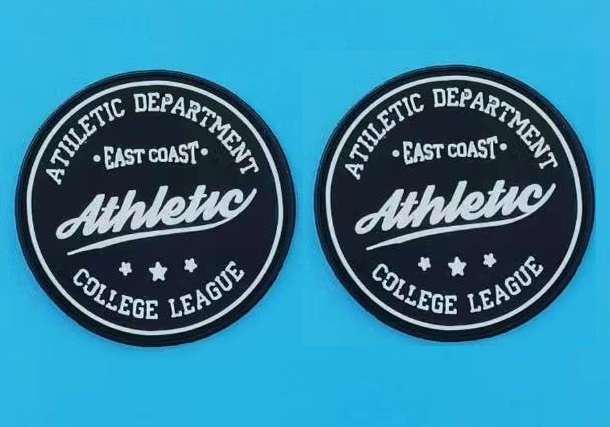 ATHLETIC DEPARTMENT
• EAST COAST •
Athletic
COLLEGE LEAGUE
ATHLETIC DEPARTMENT
• EAST COAST •
Athletic
COLLEGE LEAGUE